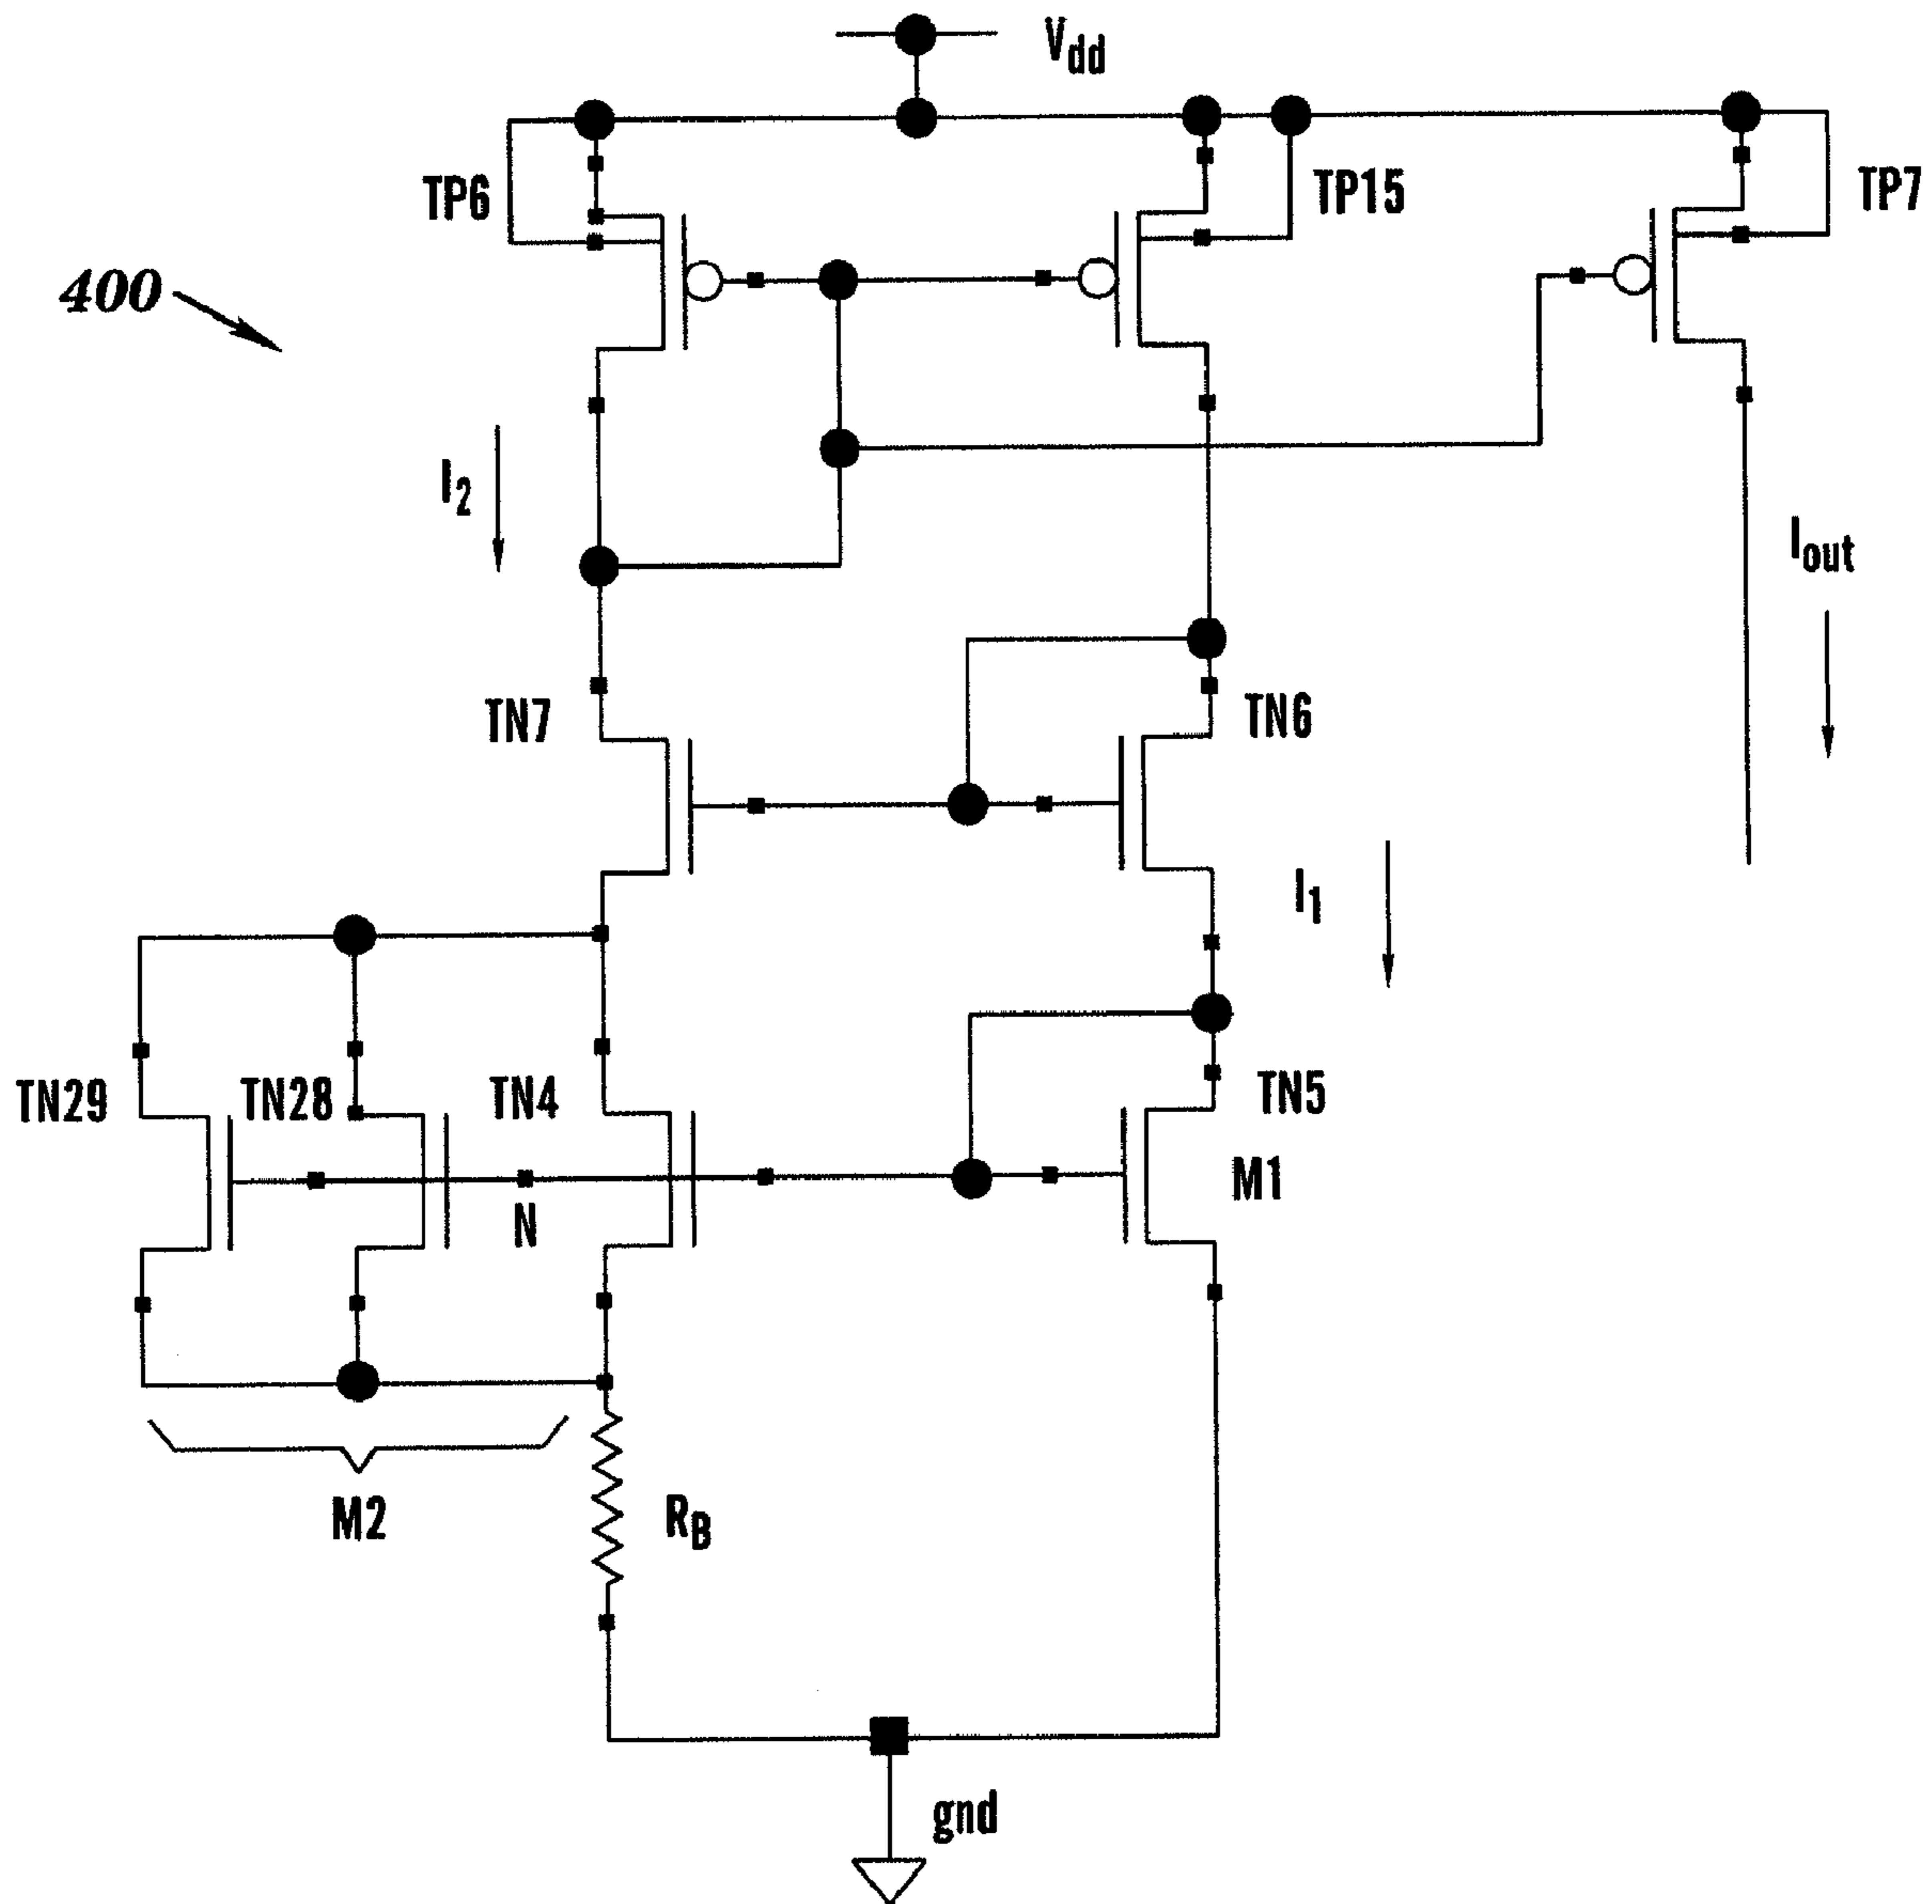 Vdd
TP6
TP15
TP7
400
I2
Iout
TN7
TN6
I1
TN29
TN28
TN4
TN5
N
M1
M2
RB
gnd